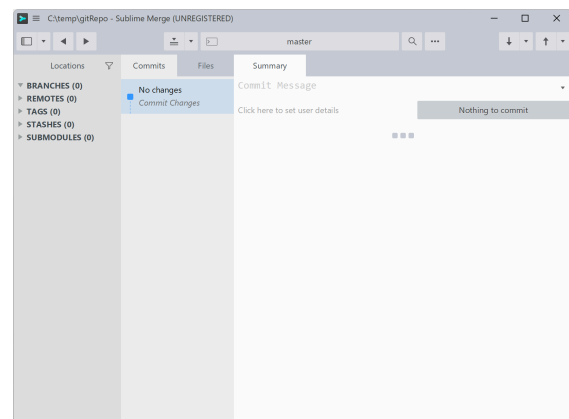 C:\temp\gitRepo - Sublime Merge (UNREGISTERED)
master
Locations
Commits
Files
Summary
BRANCHES (0)
REMOTES (0)
TAGS (0)
STASHES (0)
SUBMODULES (0)
No changes
Commit Changes
Commit Message
Click here to set user details
Nothing to commit